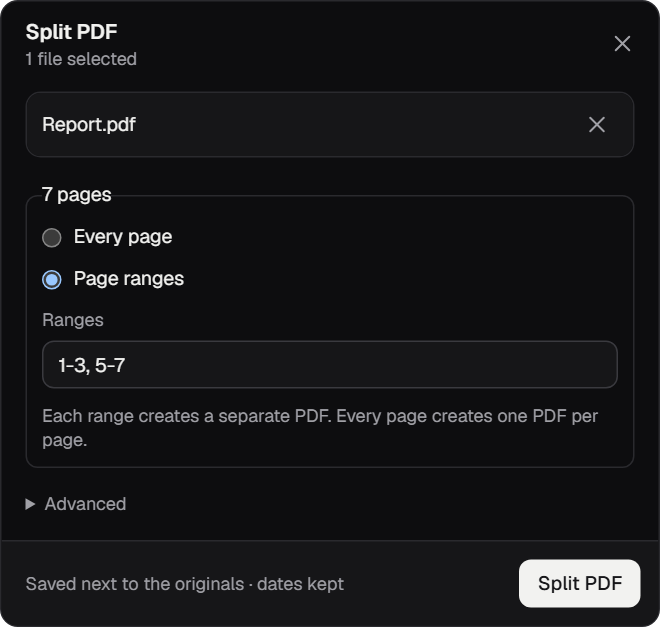 Split PDF
1 file selected
Report.pdf
7 pages
Every page
Page ranges
Ranges
1-3, 5-7
Each range creates a separate PDF. Every page creates one PDF per
page.
Advanced
Saved next to the originals · dates kept
Split PDF